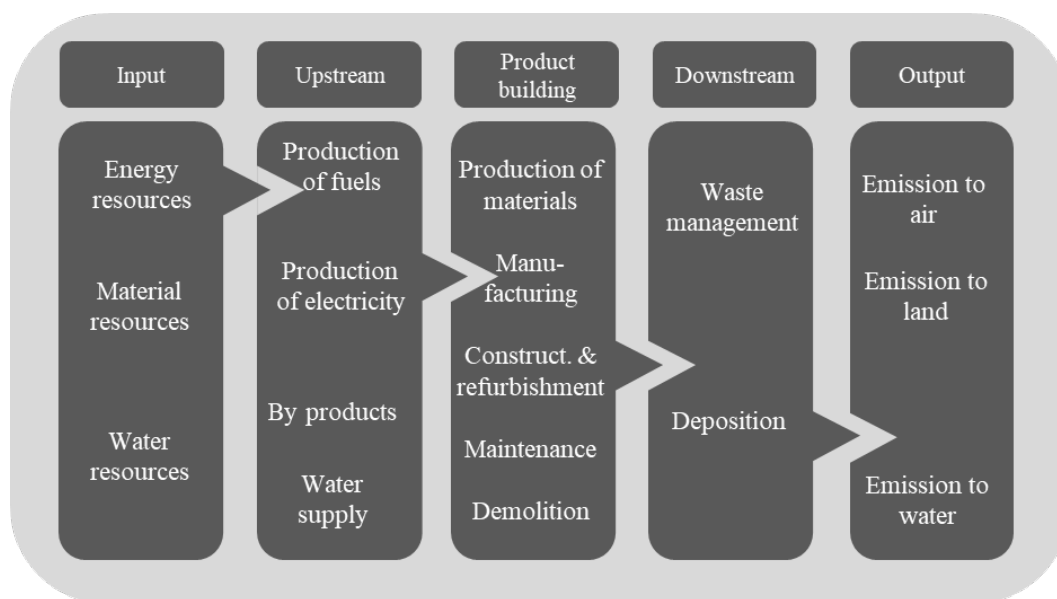 Input
Upstream
Product
building
Downstream
Output
Energy
resources
Material
resources
Water
resources
Production
of fuels
Production
of electricity
By products
Water
supply
Production of
materials
Manu-
facturing
Construct. &
refurbishment
Maintenance
Demolition
Waste
management
Deposition
Emission to
air
Emission to
land
Emission to
water